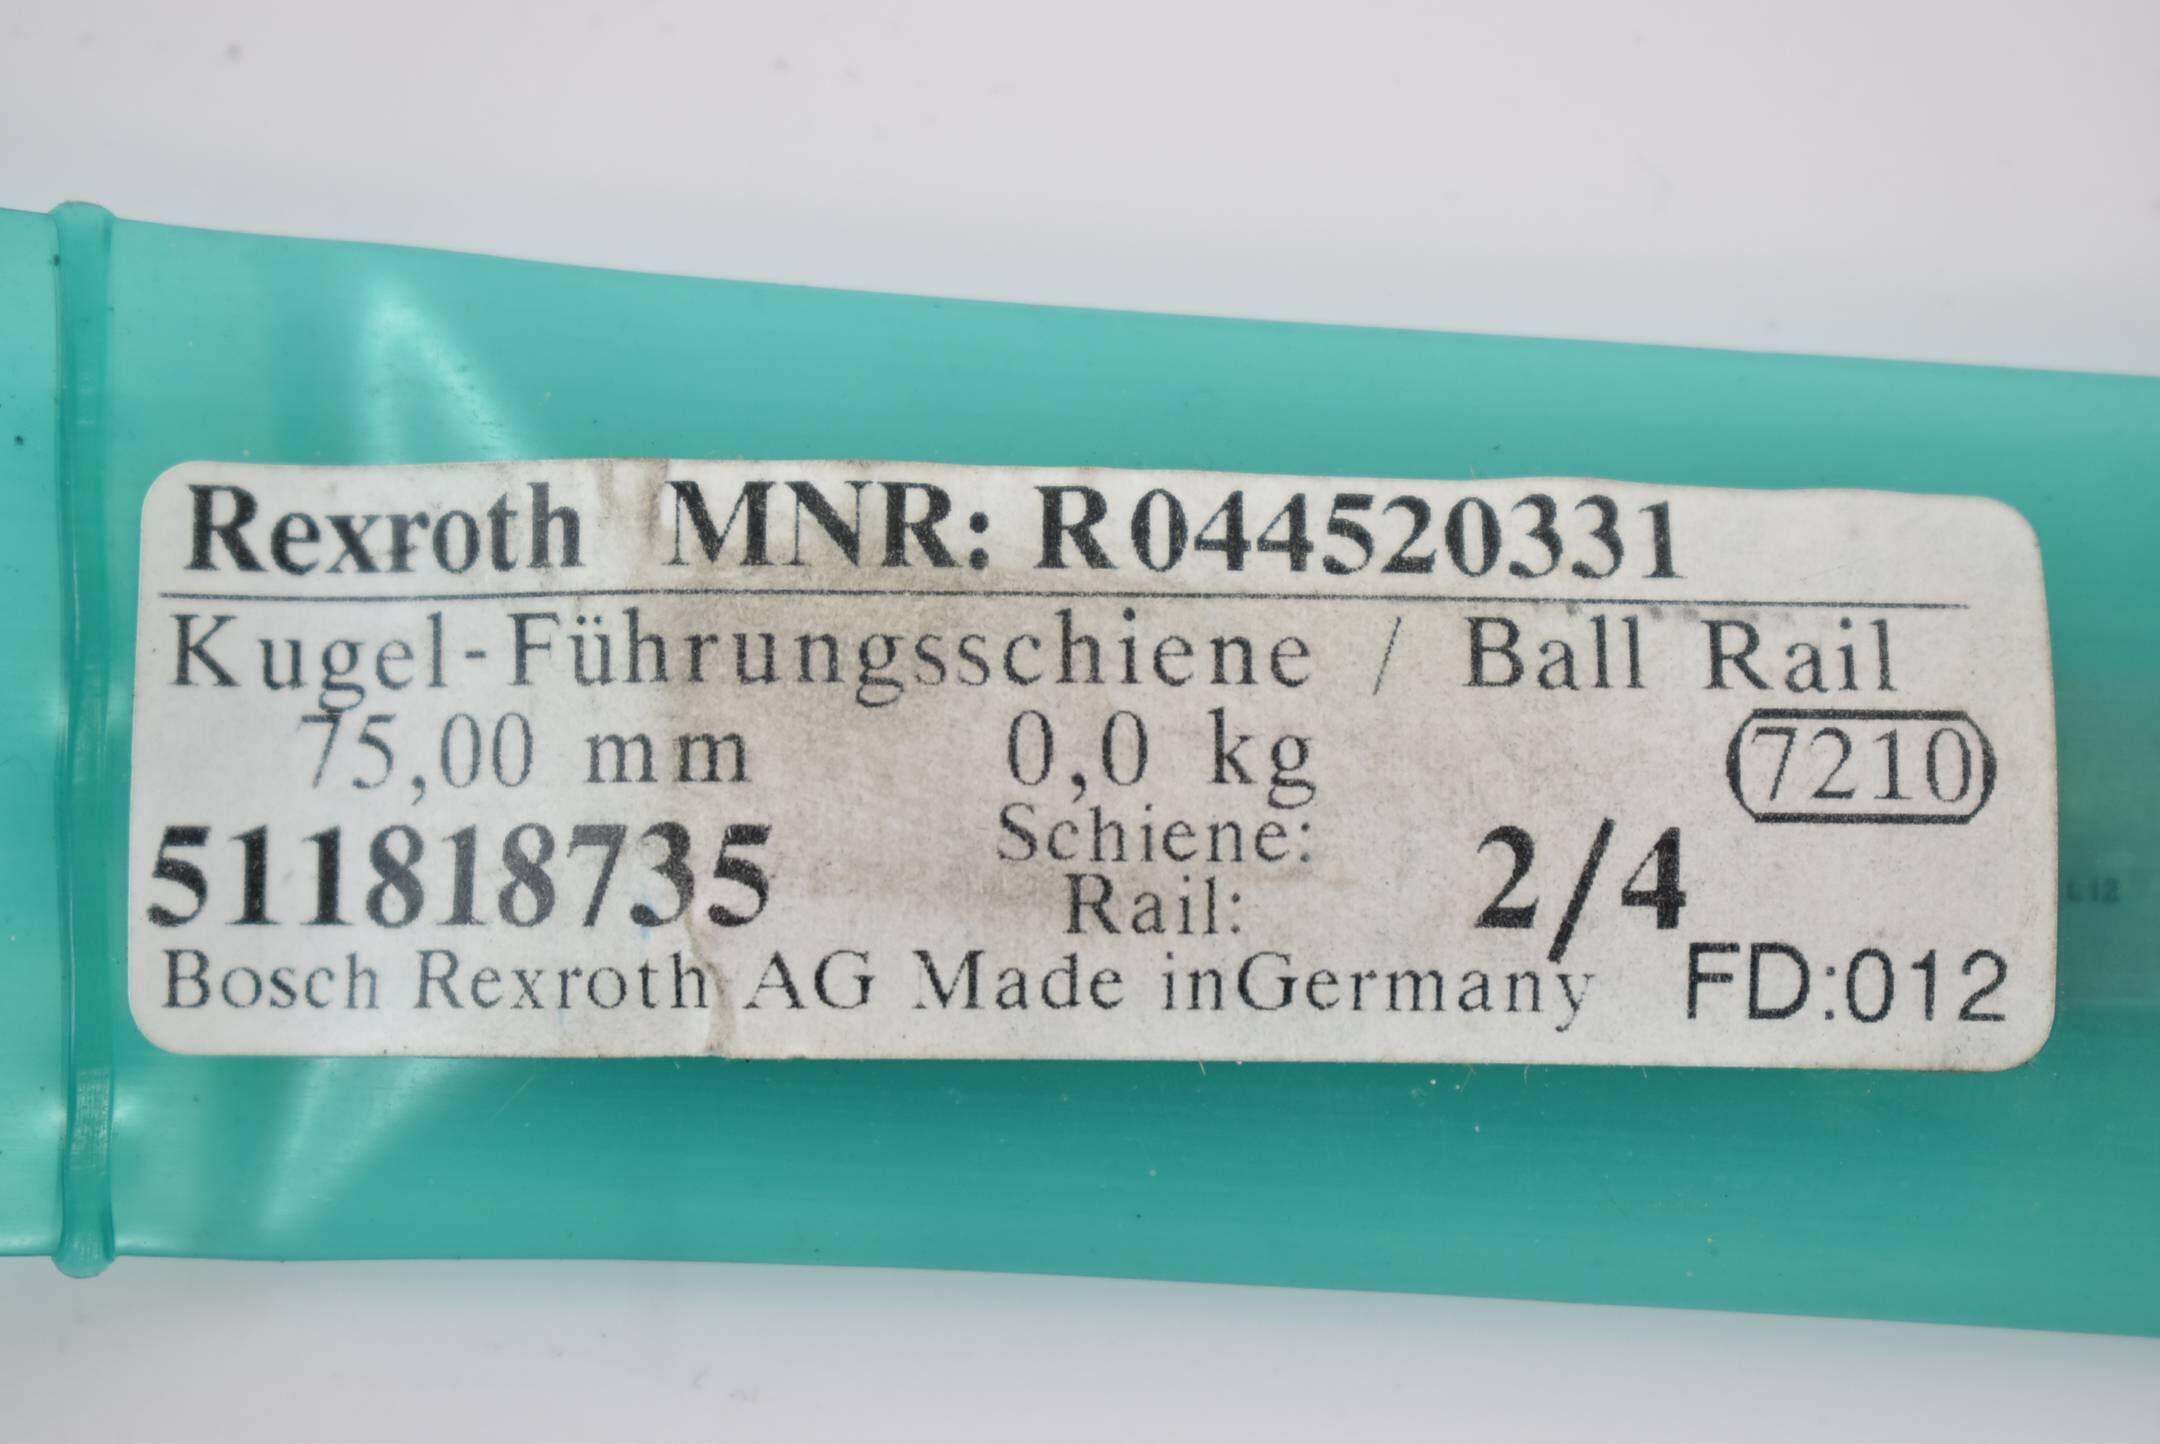 Rexroth MNR: R044520331
Kugel-Führungsschiene / Ball Rail
75,00 mm 0,0 kg 7210
511818735 Schiene: 2/4
Rail:
Bosch Rexroth AG Made inGermany FD:012